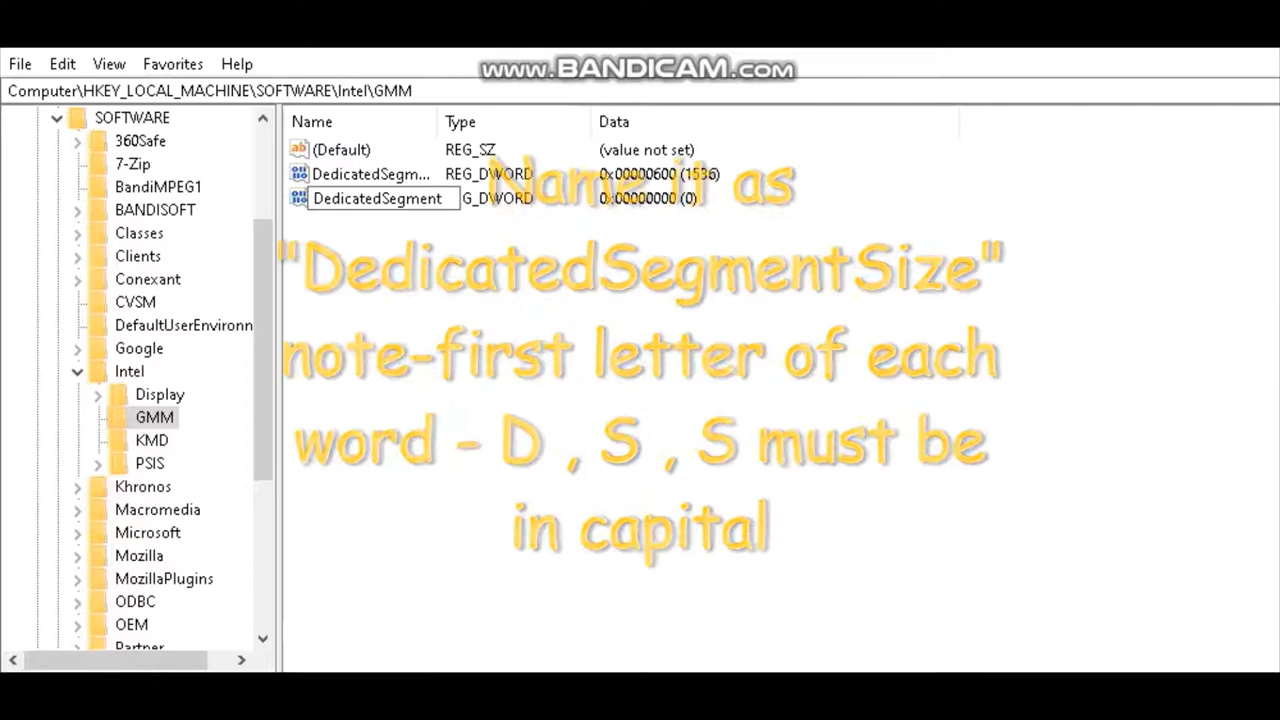 www.BANDICAM.com
File Edit View Favorites Help
Computer\HKEY_LOCAL_MACHINE\SOFTWARE\Intel\GMM
SOFTWARE
360Safe
7-Zip
BandiMPEG1
BANDISOFT
Classes
Clients
Conexant
CVSM
DefaultUserEnvironn
Google
Intel
Display
GMM
KMD
PSIS
Khronos
Macromedia
Microsoft
Mozilla
MozillaPlugins
ODBC
OEM
Partner
Name Type Data
(Default) REG_SZ (value not set)
DedicatedSegm... REG_DWORD 0x00000600 (1536)
DedicatedSegment G_DWORD 0x00000000 (0)
Name it as
"DedicatedSegmentSize"
note-first letter of each
word - D , S , S must be
in capital